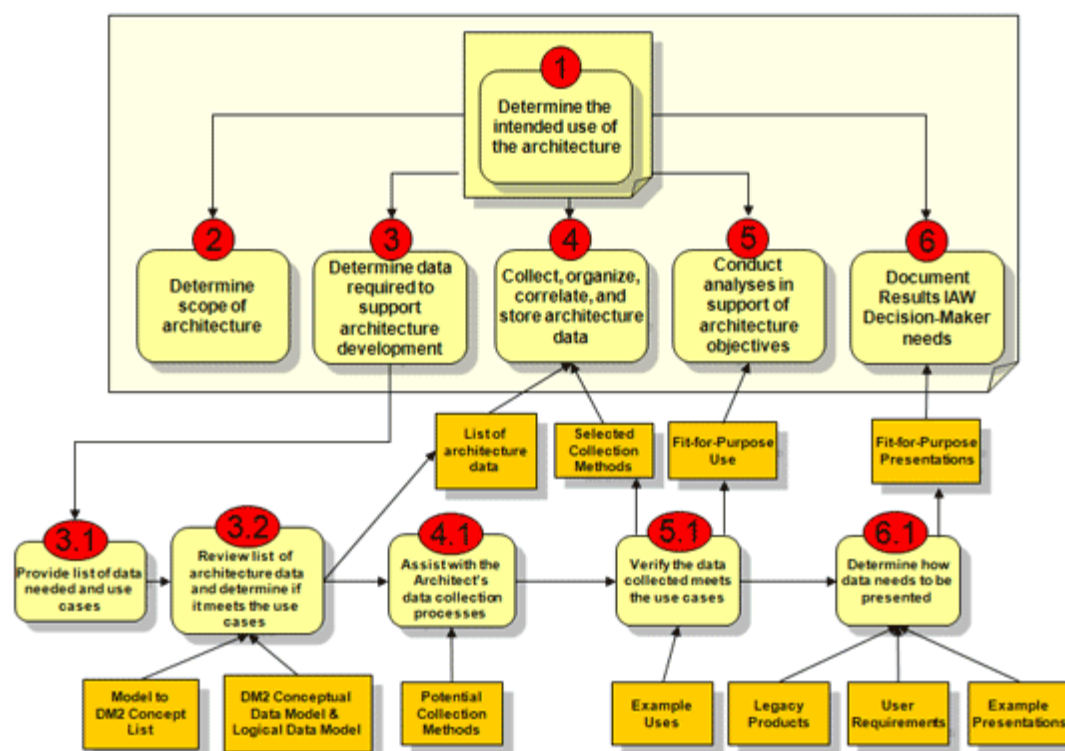 1
Determine the
intended use of
the architecture
2
Determine
scope of
architecture
3
Determine data
required to
support
architecture
development
4
Collect, organize,
correlate, and
store architecture
data
5
Conduct
analyses in
support of
architecture
objectives
6
Document
Results IAW
Decision-Maker
needs
List of
architecture
data
Selected
Collection
Methods
Fit-for-Purpose
Use
Fit-for-Purpose
Presentations
3.1
Provide list of data
needed and use
cases
3.2
Review list of
architecture data
and determine if
it meets the use
cases
4.1
Assist with the
Architect's
data collection
processes
5.1
Verify the data
collected meets
the use cases
6.1
Determine how
data needs to be
presented
Model to
DM2 Concept
List
DM2 Conceptual
Data Model &
Logical Data Model
Potential
Collection
Methods
Example
Uses
Legacy
Products
User
Requirements
Example
Presentations